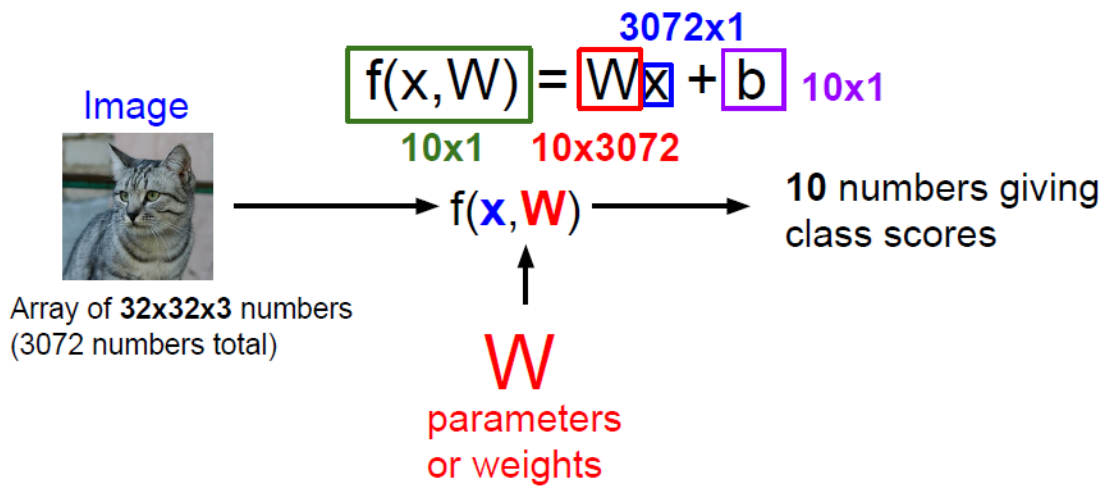 3072x1
f(x,W) = Wx + b 10x1
10x1 10x3072
Image
f(x,W)
10 numbers giving
class scores
Array of 32x32x3 numbers
(3072 numbers total)
W
parameters
or weights